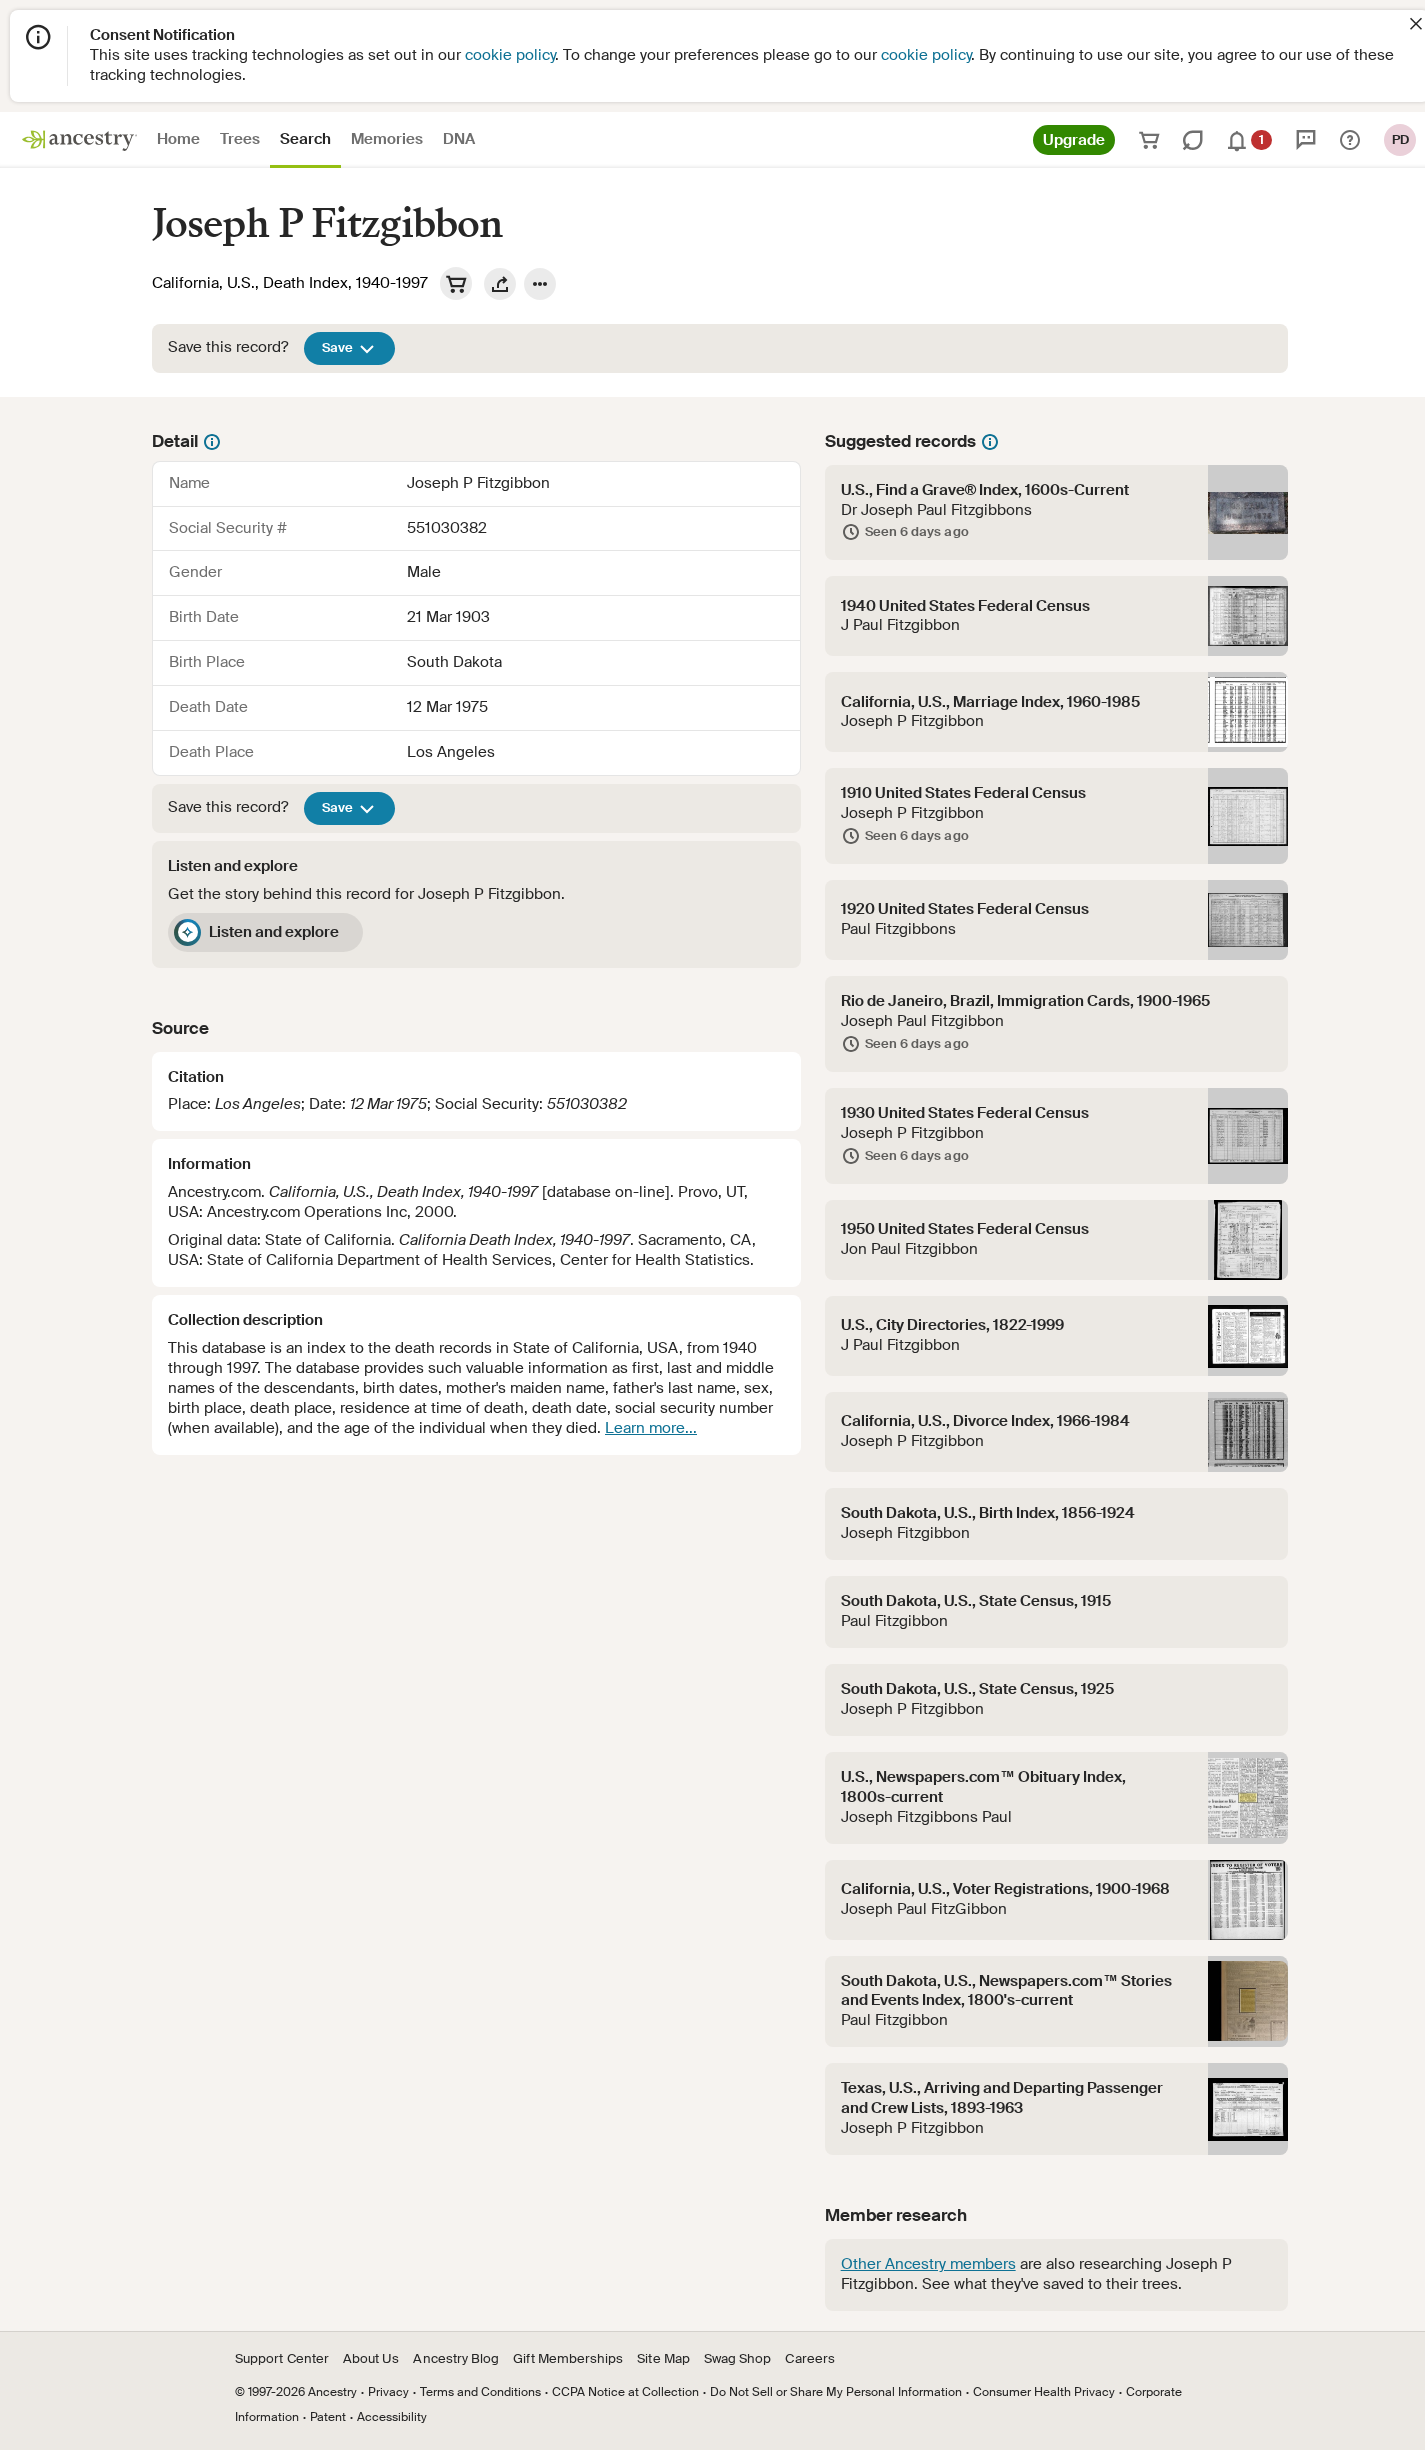 Consent Notification
This site uses tracking technologies as set out in our cookie policy. To change your preferences please go to our cookie policy. By continuing to use our site, you agree to our use of these
tracking technologies.
ancestry
Home Trees Search Memories DNA
Upgrade 1 PD
Joseph P Fitzgibbon
California, U.S., Death Index, 1940-1997
Save this record? Save
Detail
Name Joseph P Fitzgibbon
Social Security # 551030382
Gender Male
Birth Date 21 Mar 1903
Birth Place South Dakota
Death Date 12 Mar 1975
Death Place Los Angeles
Save this record? Save
Listen and explore
Get the story behind this record for Joseph P Fitzgibbon.
Listen and explore
Source
Citation
Place: Los Angeles; Date: 12 Mar 1975; Social Security: 551030382
Information
Ancestry.com. California, U.S., Death Index, 1940-1997 [database on-line]. Provo, UT,
USA: Ancestry.com Operations Inc, 2000.
Original data: State of California. California Death Index, 1940-1997. Sacramento, CA,
USA: State of California Department of Health Services, Center for Health Statistics.
Collection description
This database is an index to the death records in State of California, USA, from 1940
through 1997. The database provides such valuable information as first, last and middle
names of the descendants, birth dates, mother's maiden name, father's last name, sex,
birth place, death place, residence at time of death, death date, social security number
(when available), and the age of the individual when they died. Learn more...
Suggested records
U.S., Find a Grave® Index, 1600s-Current
Dr Joseph Paul Fitzgibbons
Seen 6 days ago
1940 United States Federal Census
J Paul Fitzgibbon
California, U.S., Marriage Index, 1960-1985
Joseph P Fitzgibbon
1910 United States Federal Census
Joseph P Fitzgibbon
Seen 6 days ago
1920 United States Federal Census
Paul Fitzgibbons
Rio de Janeiro, Brazil, Immigration Cards, 1900-1965
Joseph Paul Fitzgibbon
Seen 6 days ago
1930 United States Federal Census
Joseph P Fitzgibbon
Seen 6 days ago
1950 United States Federal Census
Jon Paul Fitzgibbon
U.S., City Directories, 1822-1999
J Paul Fitzgibbon
California, U.S., Divorce Index, 1966-1984
Joseph P Fitzgibbon
South Dakota, U.S., Birth Index, 1856-1924
Joseph Fitzgibbon
South Dakota, U.S., State Census, 1915
Paul Fitzgibbon
South Dakota, U.S., State Census, 1925
Joseph P Fitzgibbon
U.S., Newspapers.com™ Obituary Index,
1800s-current
Joseph Fitzgibbons Paul
California, U.S., Voter Registrations, 1900-1968
Joseph Paul FitzGibbon
INDEX TO REGISTER OF VOTERS
South Dakota, U.S., Newspapers.com™ Stories
and Events Index, 1800's-current
Paul Fitzgibbon
Texas, U.S., Arriving and Departing Passenger
and Crew Lists, 1893-1963
Joseph P Fitzgibbon
Member research
Other Ancestry members are also researching Joseph P
Fitzgibbon. See what they've saved to their trees.
Support Center About Us Ancestry Blog Gift Memberships Site Map Swag Shop Careers
© 1997-2026 Ancestry • Privacy • Terms and Conditions • CCPA Notice at Collection • Do Not Sell or Share My Personal Information • Consumer Health Privacy • Corporate
Information • Patent • Accessibility